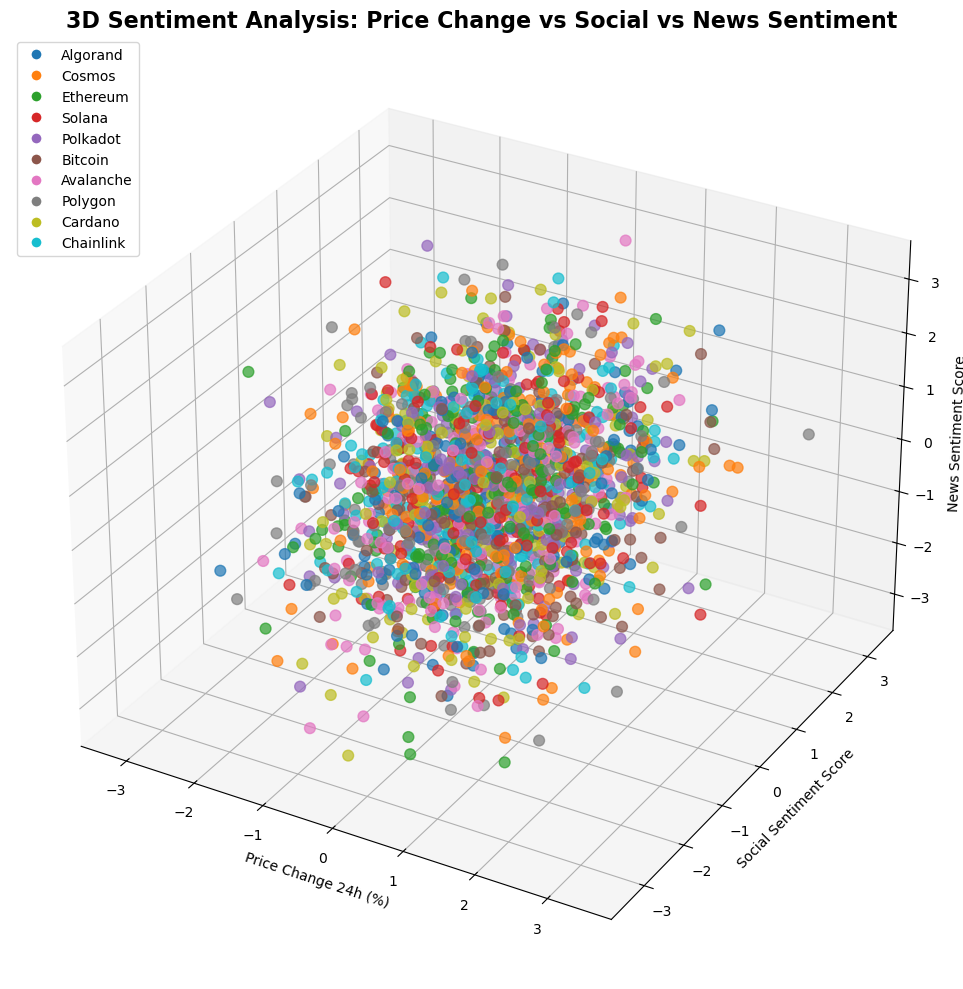 3D Sentiment Analysis: Price Change vs Social vs News Sentiment
Algorand
Cosmos
Ethereum
Solana
Polkadot
Bitcoin
Avalanche
Polygon
Cardano
Chainlink
3
2
1
0
−1
−2
−3
News Sentiment Score
3
2
1
0
−1
−2
−3
Social Sentiment Score
−3
−2
−1
0
1
2
3
Price Change 24h (%)